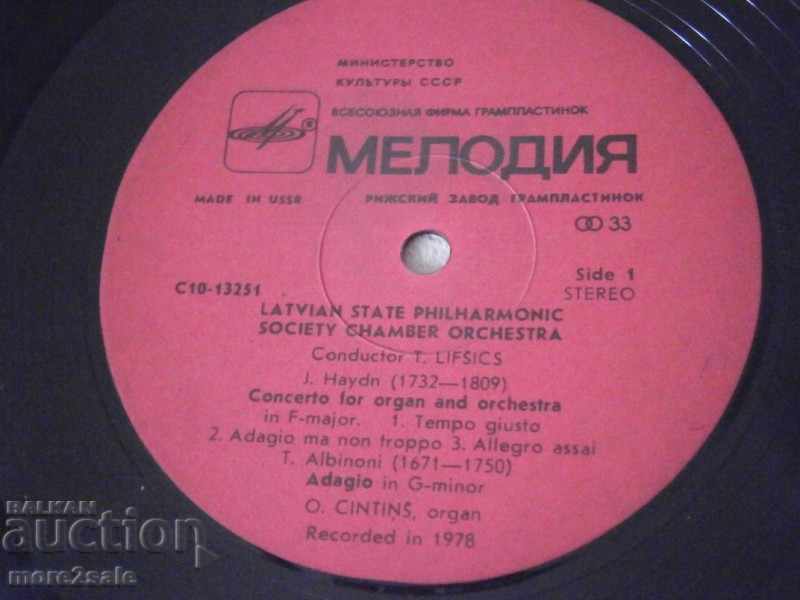 МИНИСТЕРСТВО
КУЛЬТУРЫ СССР
ВСЕСОЮЗНАЯ ФИРМА ГРАМПЛАСТИНОК
®
МЕЛОДИЯ
MADE IN USSR
РИЖСКИЙ ЗАВОД ГРАМПЛАСТИНОК
33
Side 1
C10-13251
STEREO
LATVIAN STATE PHILHARMONIC
SOCIETY CHAMBER ORCHESTRA
Conductor T. LIFŠICS
J. Haydn (1732—1809)
Concerto for organ and orchestra
in F-major. 1. Tempo giusto
2. Adagio ma non troppo 3. Allegro assai
T. Albinoni (1671—1750)
Adagio in G-minor
O. CINTIŅŠ, organ
Recorded in 1978
BALKAN
auction
more2sale